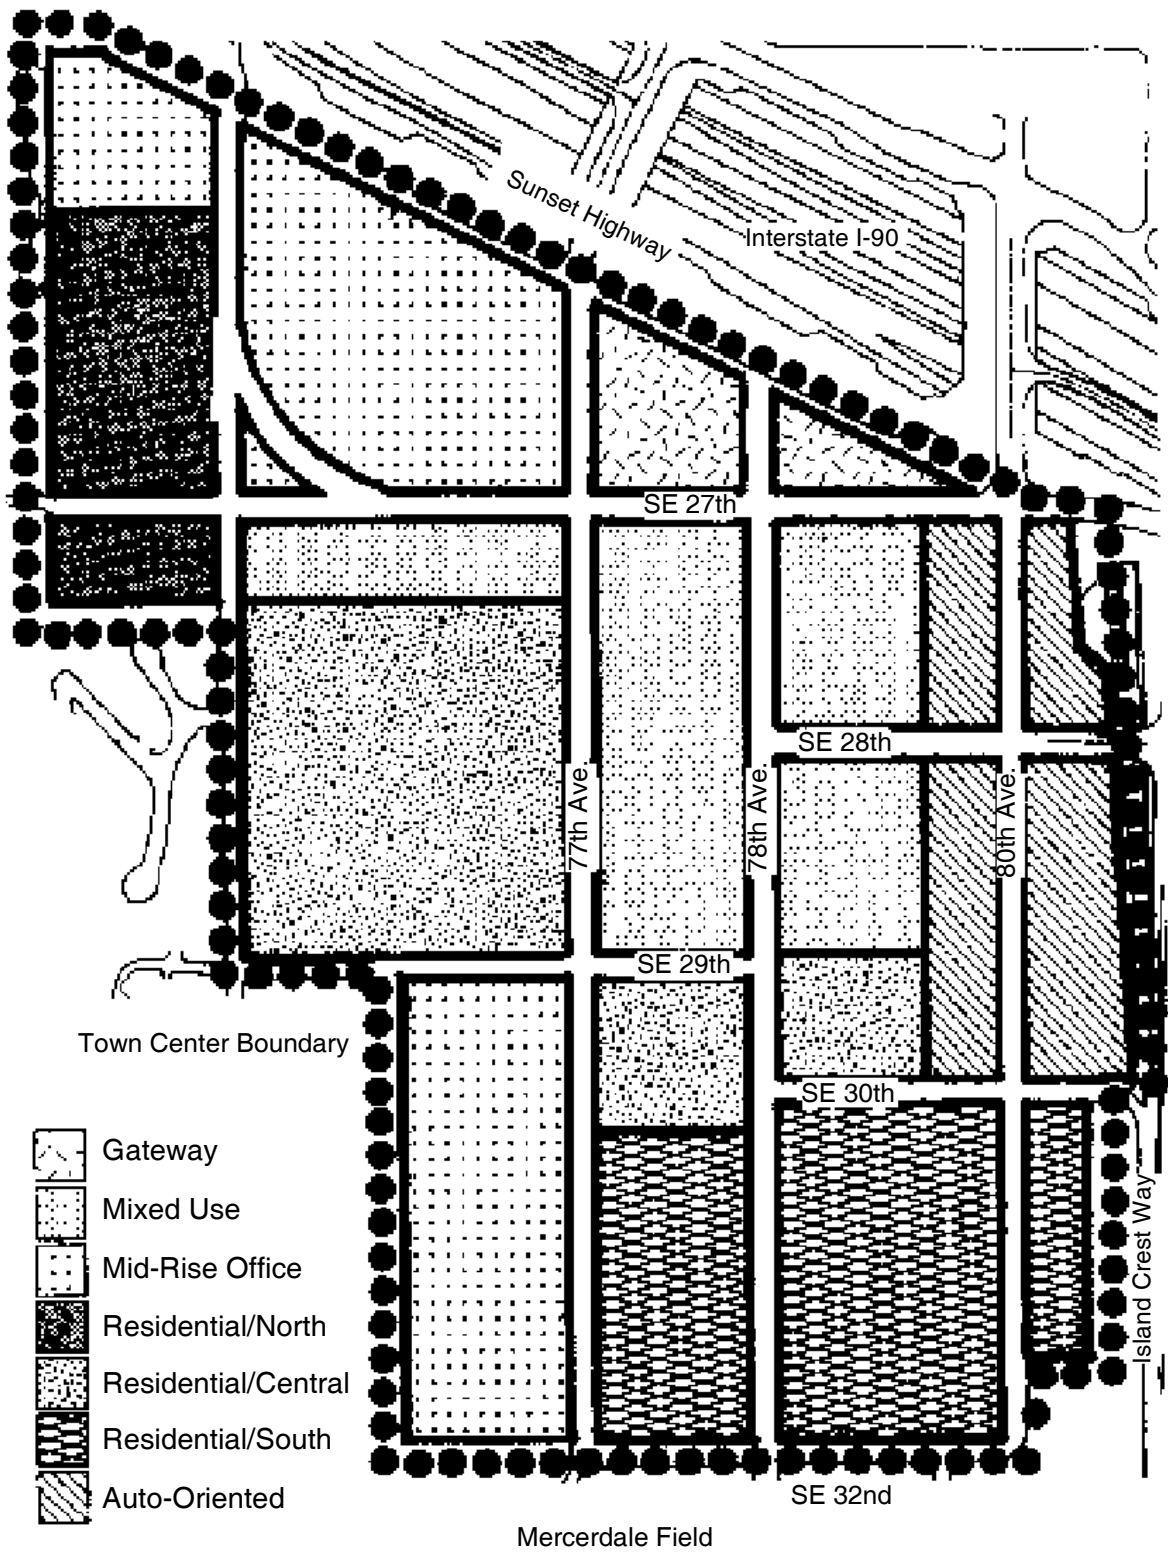 Sunset Highway
Interstate I-90
SE 27th
SE 28th
77th Ave.
78th Ave.
80th Ave.
SE 29th
Town Center Boundary
SE 30th
Gateway
Mixed Use
Mid-Rise Office
Residential/North
Residential/Central
Residential/South
Auto-Oriented
Island Crest Way
SE 32nd
Mercerdale Field